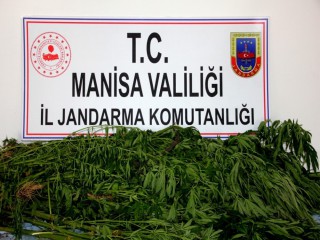 T.C.
MANİSA VALİLİĞİ
İL JANDARMA KOMUTANLIĞI